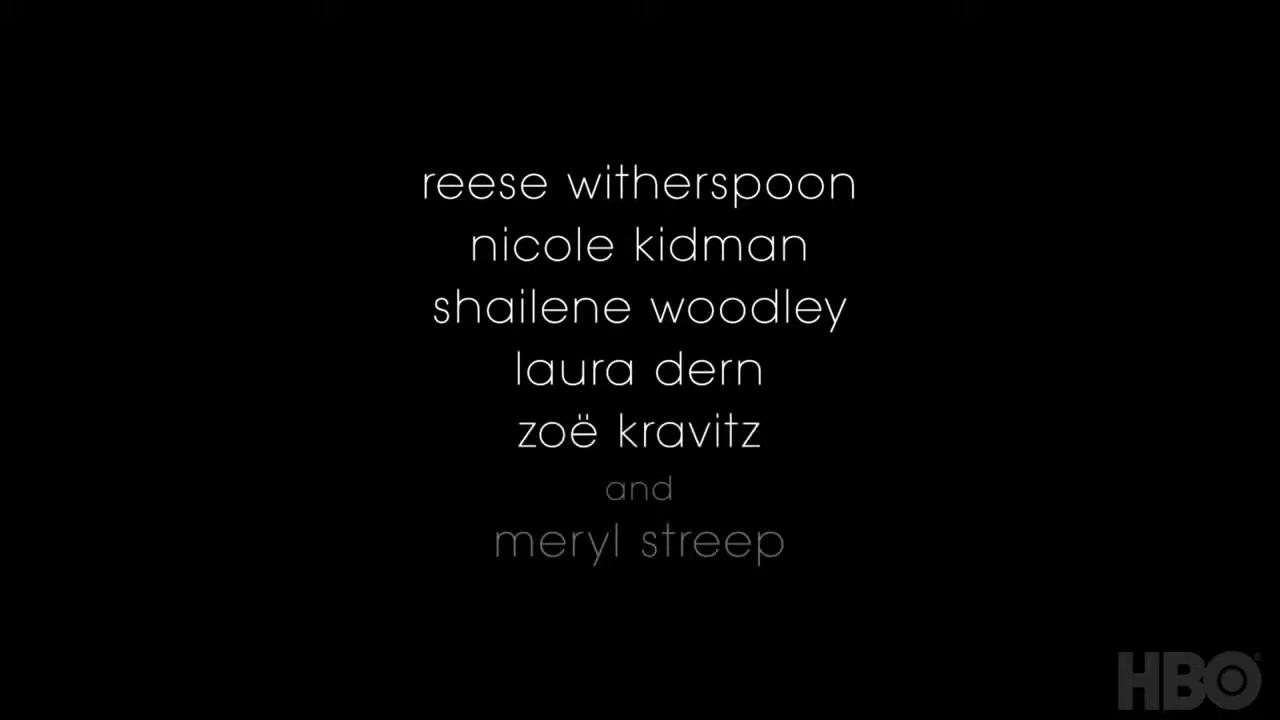 reese witherspoon
nicole kidman
shailene woodley
laura dern
zoë kravitz
and
meryl streep
HBO®